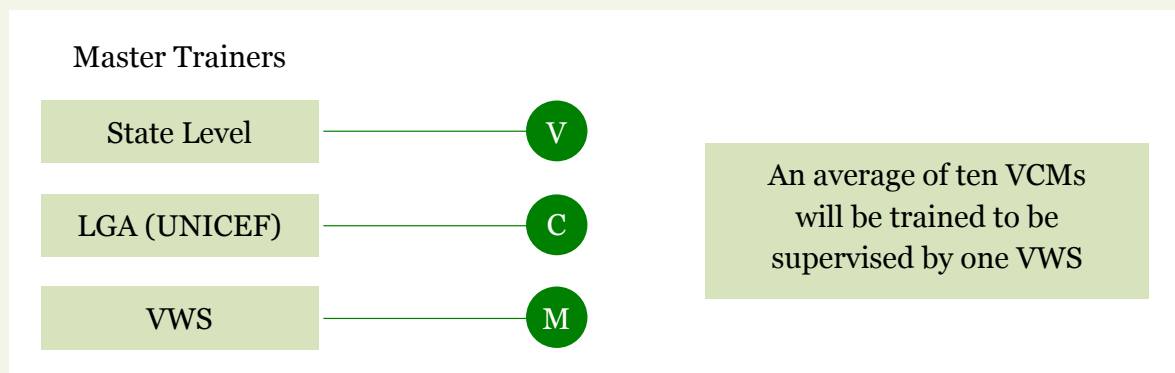 Master Trainers
State Level
V
LGA (UNICEF)
C
VWS
M
An average of ten VCMs
will be trained to be
supervised by one VWS